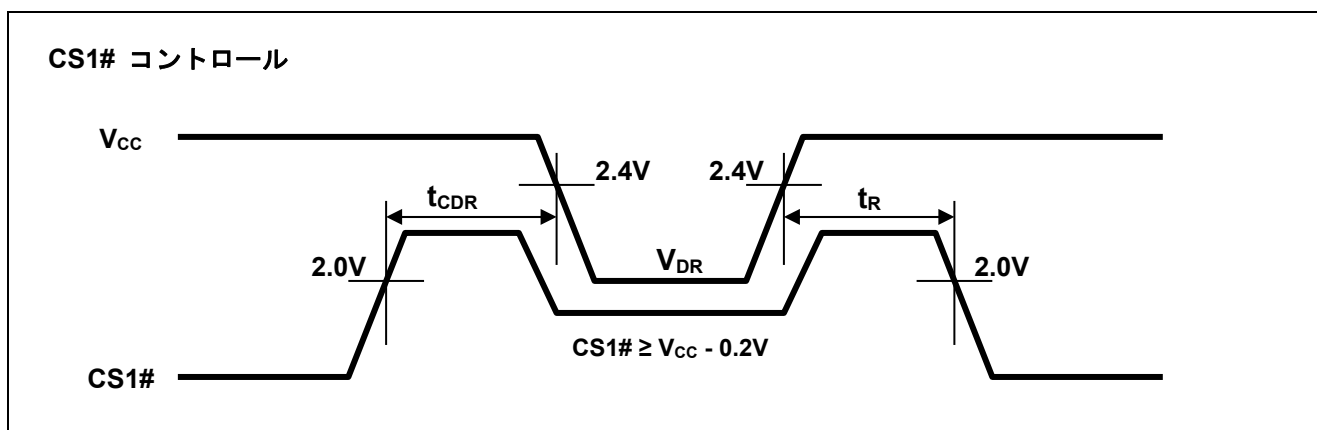 CS1# コントロール
VCC
2.4V 2.4V
tCDR tR
2.0V VDR 2.0V
CS1# ≥ VCC - 0.2V
CS1#